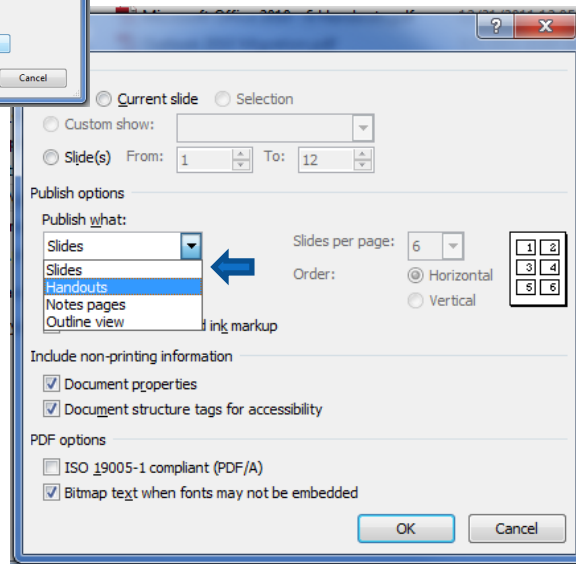 Cancel
Current slide Selection
Custom show:
Slide(s) From: 1 To: 12
Publish options
Publish what:
Slides
Slides per page: 6
Slides
Handouts
Notes pages
Outline view
Order: Horizontal
Vertical
1 2
3 4
5 6
ink markup
Include non-printing information
Document properties
Document structure tags for accessibility
PDF options
ISO 19005-1 compliant (PDF/A)
Bitmap text when fonts may not be embedded
OK Cancel